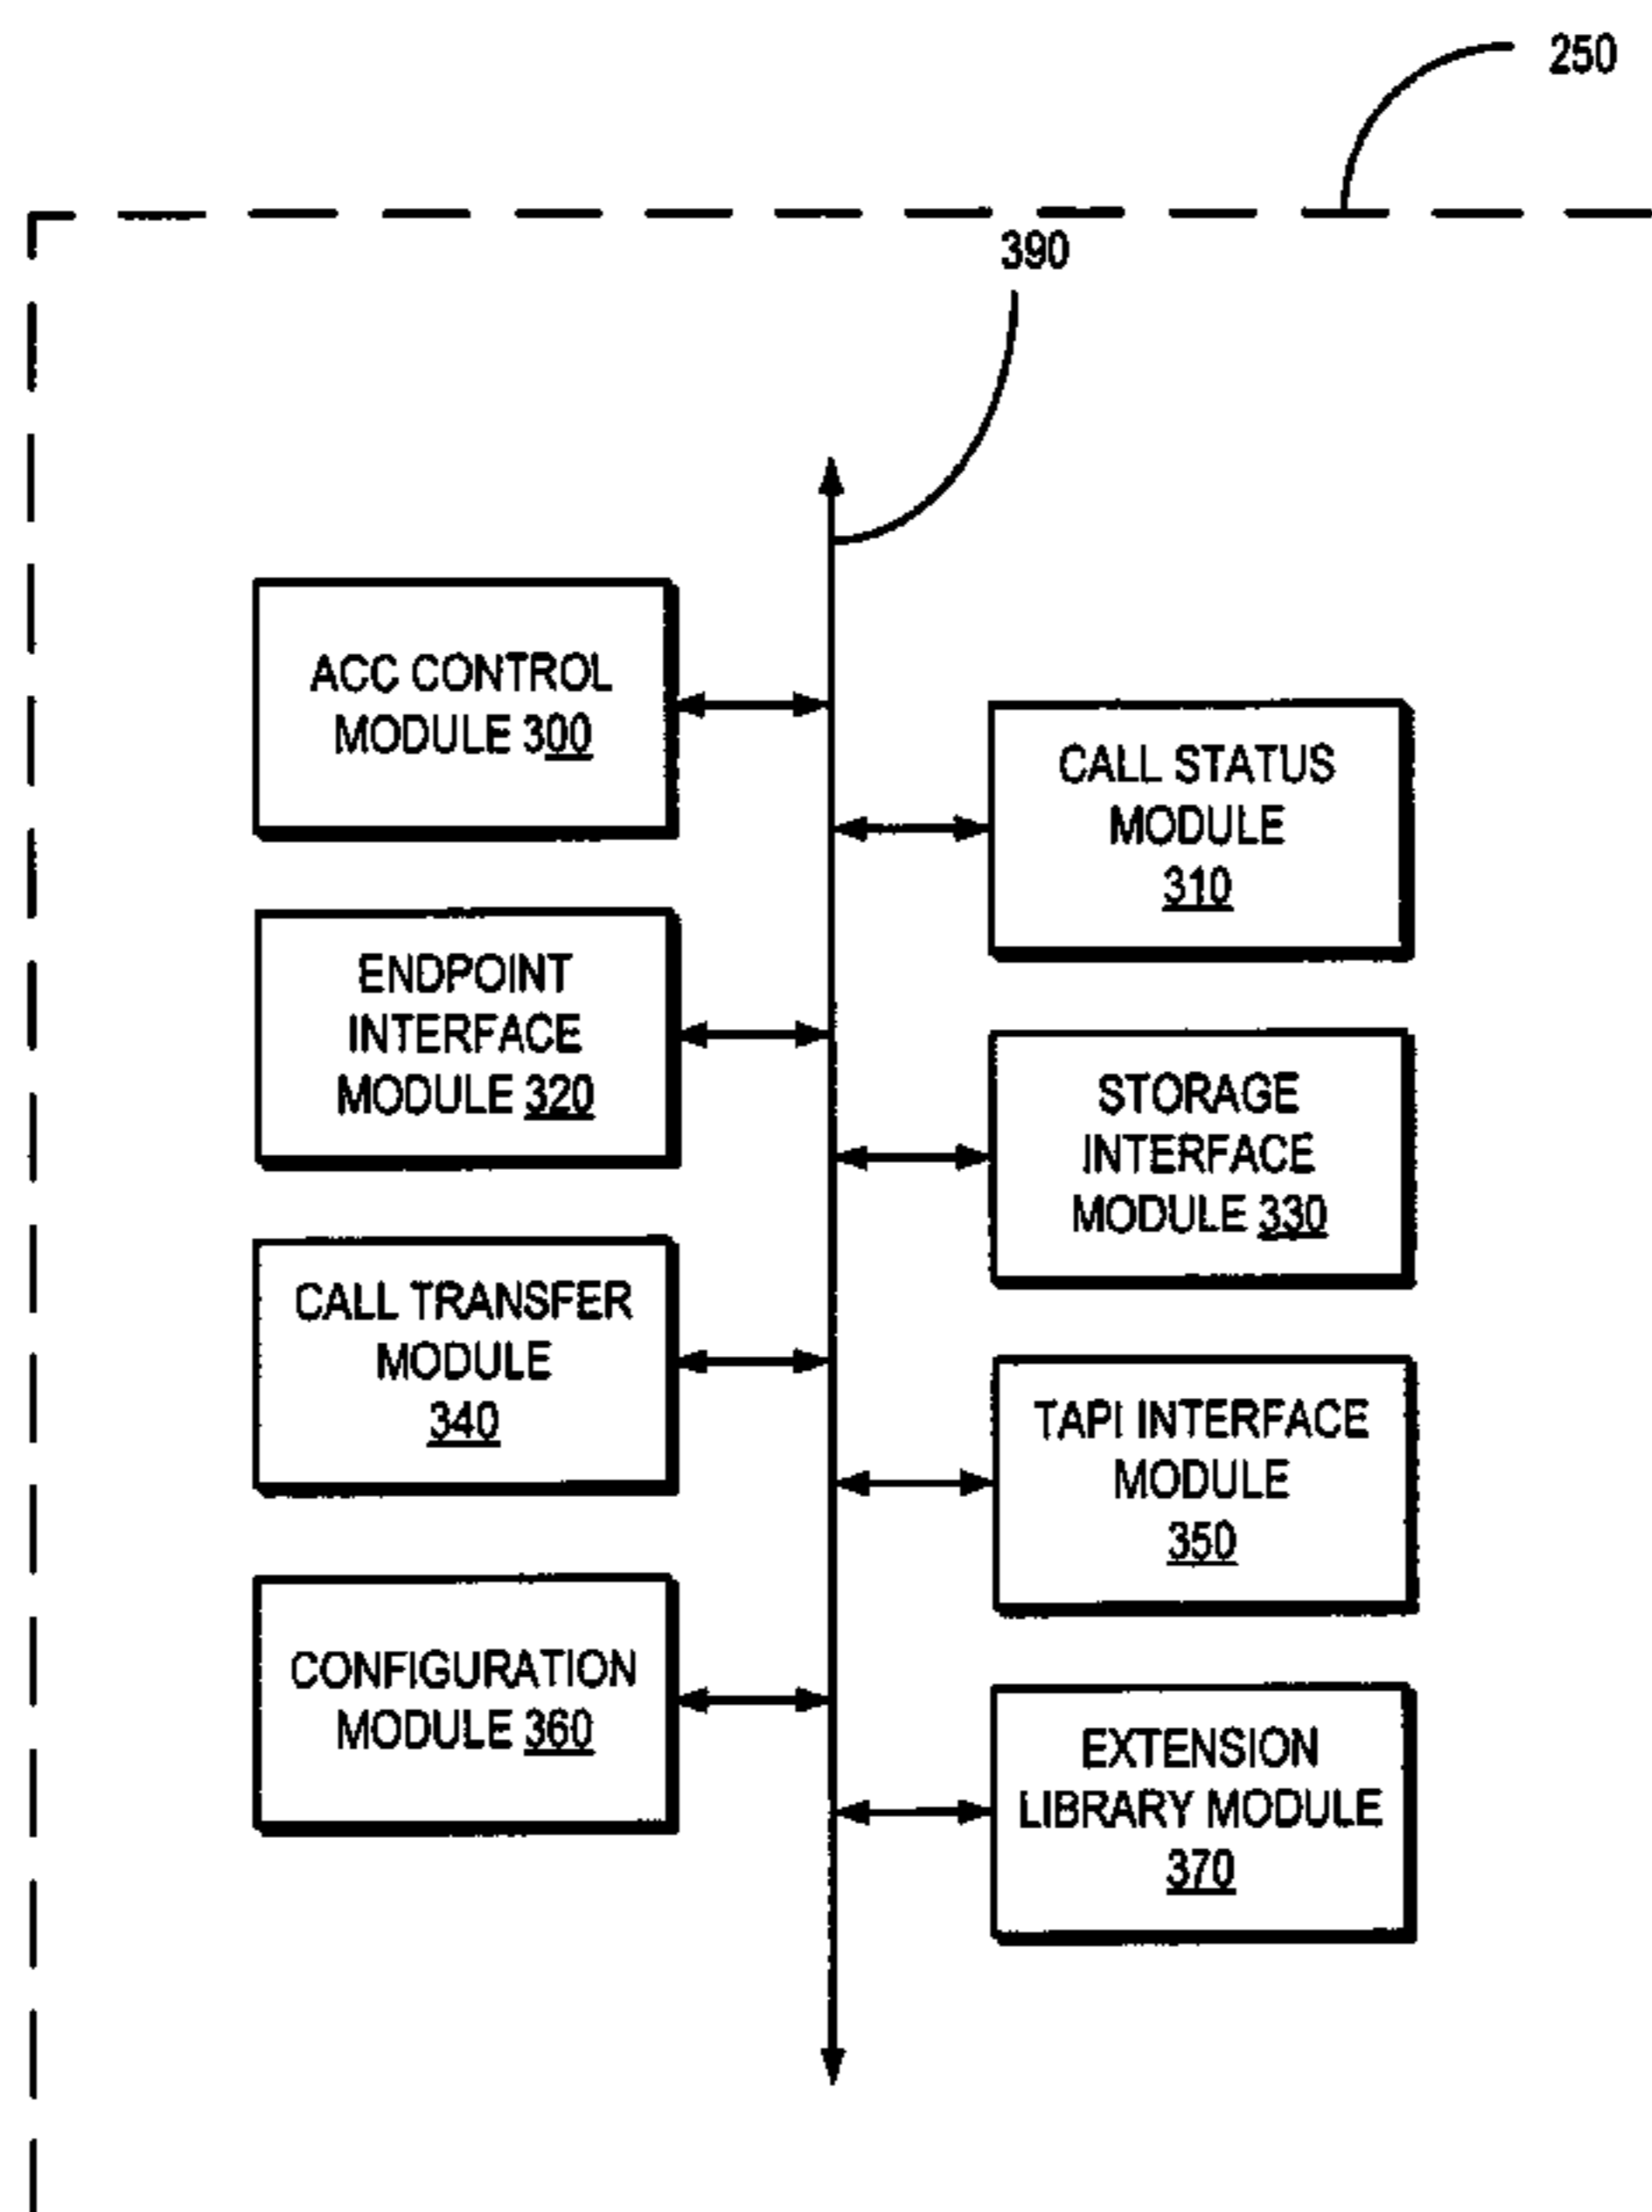 250
390
ACC CONTROL
MODULE 300
CALL STATUS
MODULE
310
ENDPOINT
INTERFACE
MODULE 320
STORAGE
INTERFACE
MODULE 330
CALL TRANSFER
MODULE
340
TAPI INTERFACE
MODULE
350
CONFIGURATION
MODULE 360
EXTENSION
LIBRARY MODULE
370